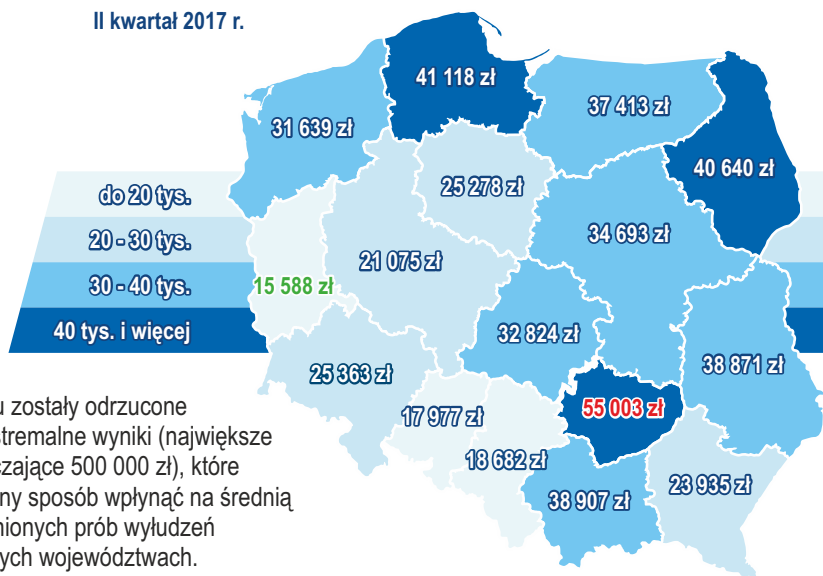 II kwartał 2017 r.
41 118 zł
37 413 zł
31 639 zł
40 640 zł
25 278 zł
do 20 tys.
20 - 30 tys.
34 693 zł
21 075 zł
30 - 40 tys.
15 588 zł
40 tys. i więcej
32 824 zł
38 871 zł
25 363 zł
55 003 zł
17 977 zł
18 682 zł
23 935 zł
38 907 zł
zostały odrzucone
stremalne wyniki (największe
czające 500 000 zł), które
ny sposób wpłynąć na średnią
nionych prób wyłudzeń
ych województwach.